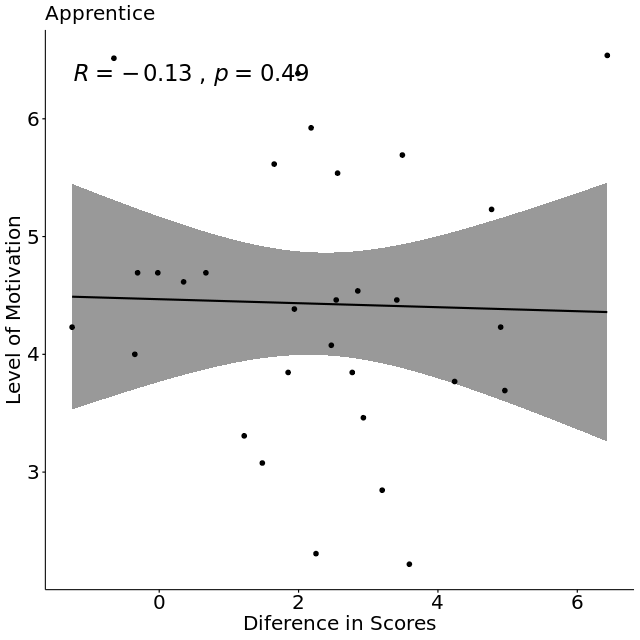 Apprentice
R = −0.13 , p = 0.49
6
5
4
3
Level of Motivation
0 2 4 6
Diference in Scores